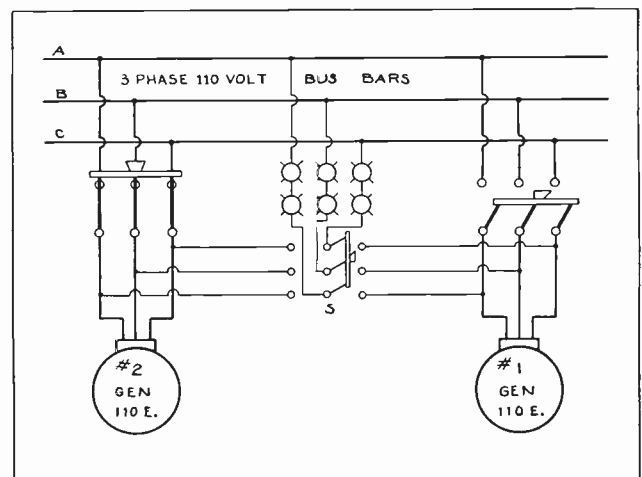 A
3 PHASE 110 VOLT BUS BARS
B
C
S
#2
GEN
110 E.
#1
GEN
110 E.